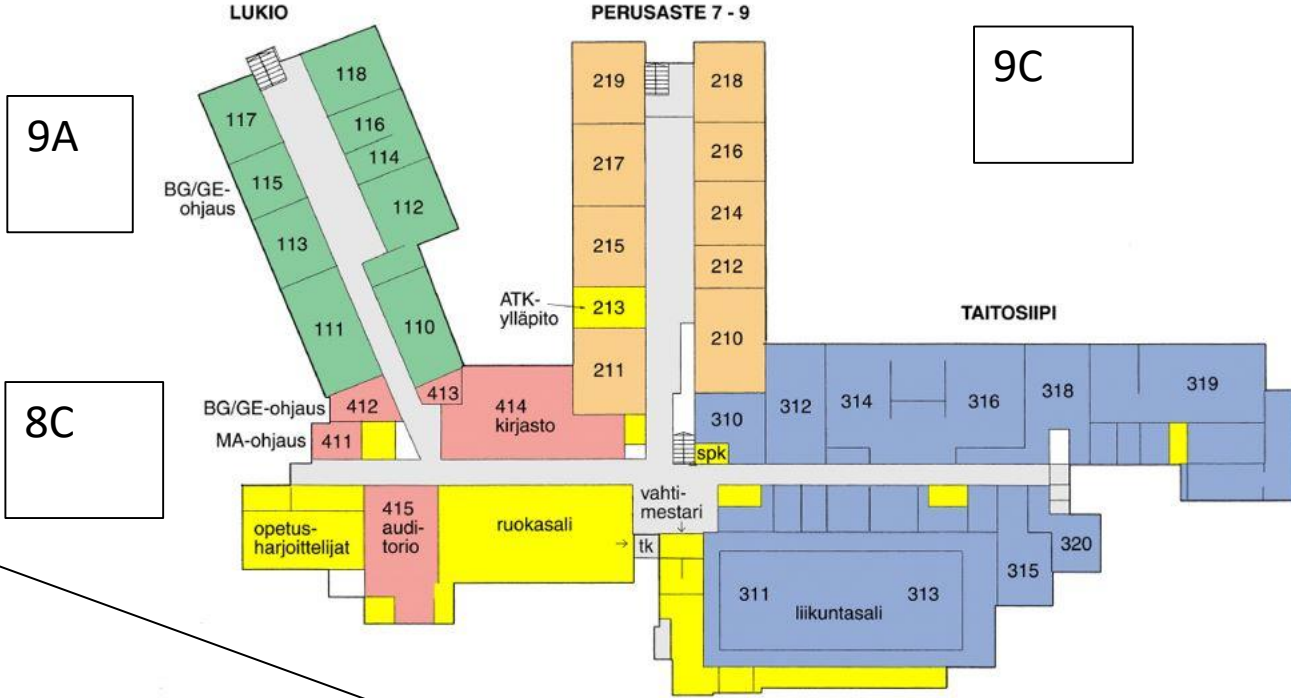 LUKIO
PERUSASTE 7 - 9
9C
9A
118
117
116
114
115
BG/GE-
ohjaus
112
113
111
110
219
218
217
216
214
215
212
ATK-
ylläpito
213
210
211
TAITOSIIPI
8C
BG/GE-ohjaus
412
413
MA-ohjaus
411
414
kirjasto
310
spk
312
314
316
318
319
opetus-
harjoittelijat
415
audi-
torio
ruokasali
vahti-
mestari
tk
311
313
liikuntasali
315
320